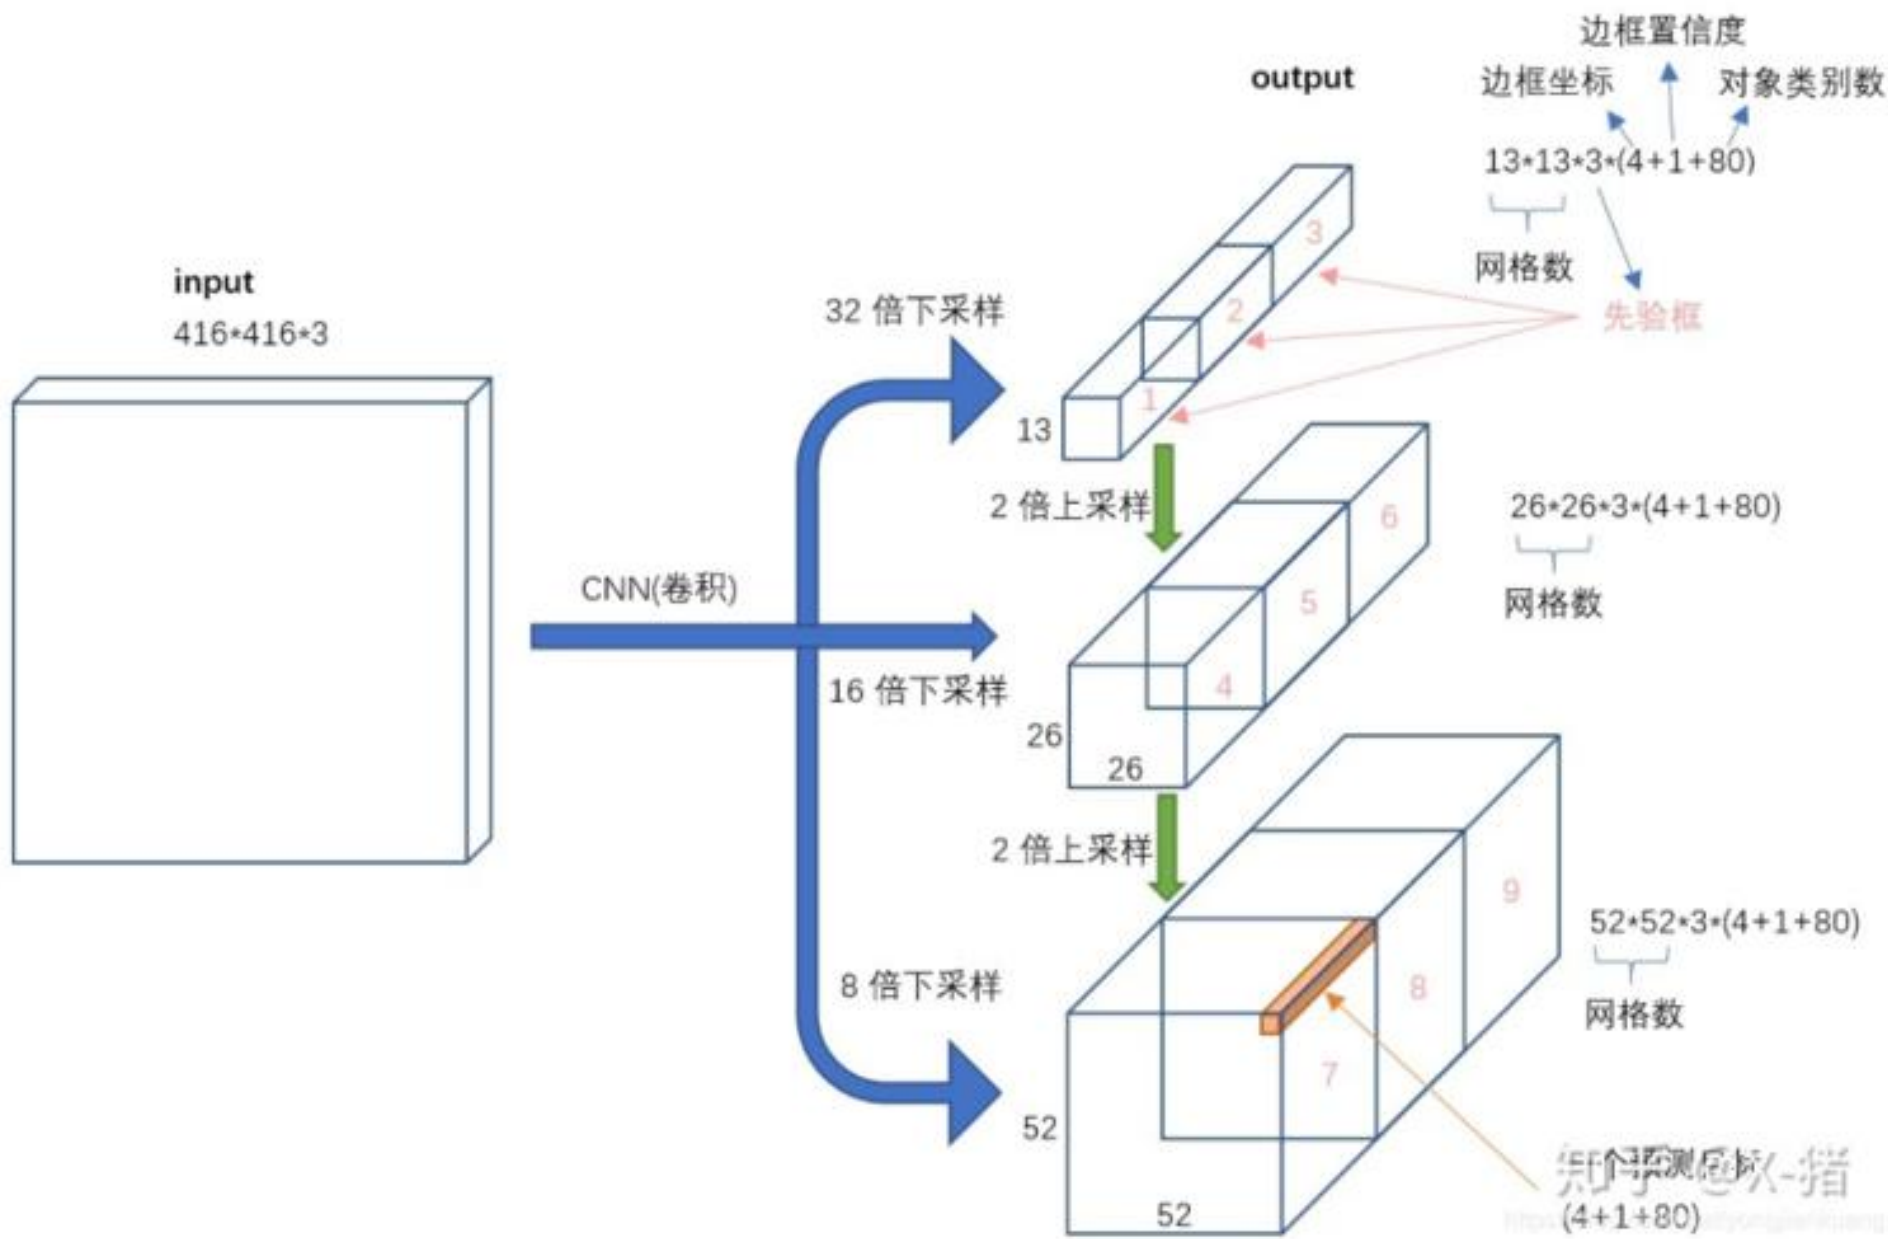 input
416*416*3
CNN(卷积)
32 倍下采样
16 倍下采样
8 倍下采样
output
边框置信度
边框坐标
对象类别数
13*13*3*(4+1+80)
网格数
先验框
3
2
1
13
2 倍上采样
6
5
4
26
26
26*26*3*(4+1+80)
网格数
2 倍上采样
9
8
7
52
52
52*52*3*(4+1+80)
网格数
知乎 @X-猪
(4+1+80)